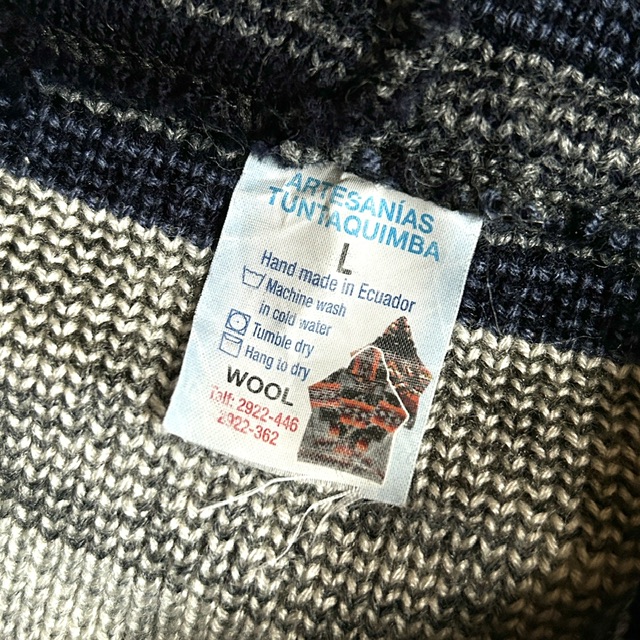 ARTESANÍAS
TUNTAQUIMBA
L
Hand made in Ecuador
Machine wash
in cold water
Tumble dry
Hang to dry
WOOL
Telf: 2922-446
2922-362